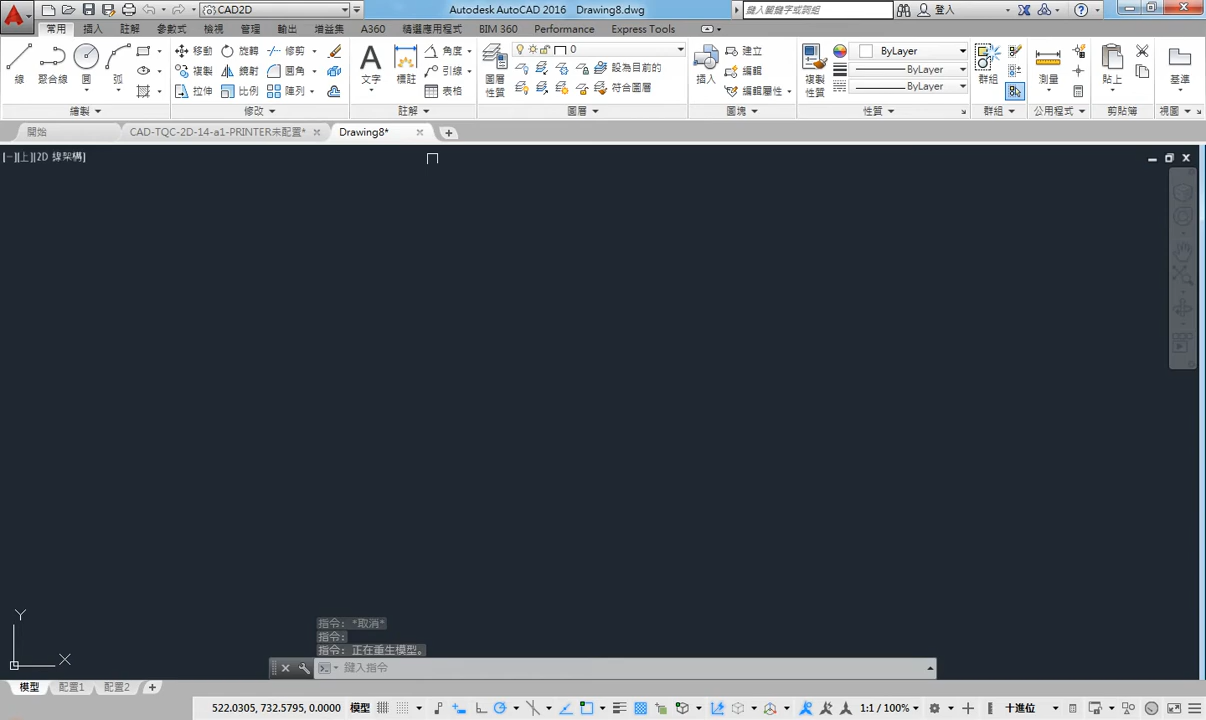 CAD2D
Autodesk AutoCAD 2016 Drawing8.dwg
鍵入關鍵字或詞組
登入
常用 插入 註解 參數式 檢視 管理 輸出 增益集 A360 精選應用程式 BIM 360 Performance Express Tools
線 聚合線 圓 弧
移動 旋轉 修剪
複製 鏡射 圓角
拉伸 比例 陣列
文字 標註
角度
引線
表格
圖層性質
0
設為目前的
符合圖層
插入
建立
編輯
編輯屬性
複製性質
ByLayer
ByLayer
ByLayer
群組
測量
貼上
基準
繪製 修改 註解 圖層 圖塊 性質 群組 公用程式 剪貼簿 視圖
開始 CAD-TQC-2D-14-a1-PRINTER未配置* Drawing8*
[−][上][2D 線架構]
Y
X
指令: *取消*
指令:
指令: 正在重生模型。
鍵入指令
模型 配置1 配置2
522.0305, 732.5795, 0.0000 模型 1:1 / 100% 十進位